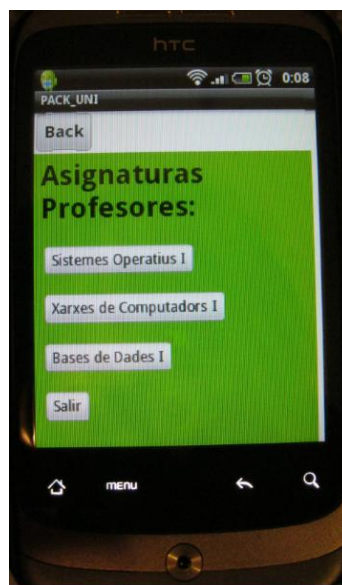 hTC
0:08
PACK_UNI
Back
Asignaturas
Profesores:
Sistemes Operatius I
Xarxes de Computadors I
Bases de Dades I
Salir
menu